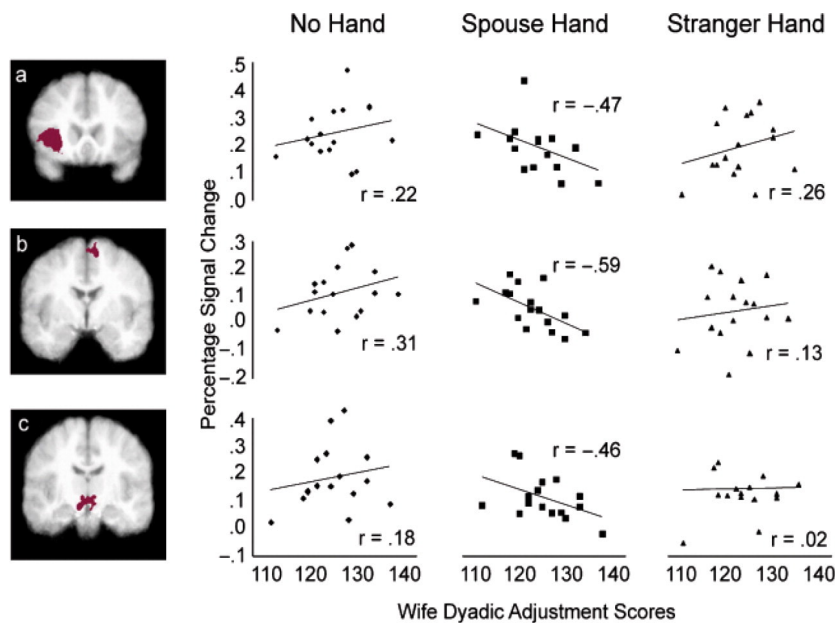 No Hand Spouse Hand Stranger Hand
a
.5
.4
.3
.2
.1
.0
r = .22
r = –.47
r = .26
b
0.3
.2
.1
.0
-.1
-.2
r = .31
r = –.59
r = .13
c
.4
.3
.2
0.1
0.0
-.1
r = .18
r = –.46
r = .02
Percentage Signal Change
110 120 130 140 110 120 130 140 110 120 130 140
Wife Dyadic Adjustment Scores